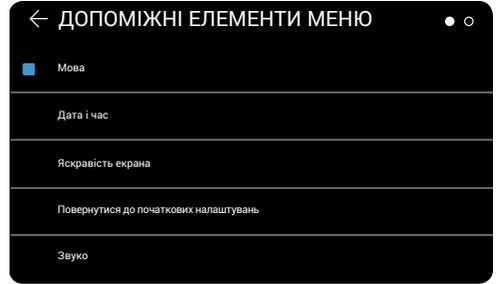 ДОПОМІЖНІ ЕЛЕМЕНТИ МЕНЮ
Мова
Дата і час
Яскравість екрана
Повернутися до початкових налаштувань
Звуко